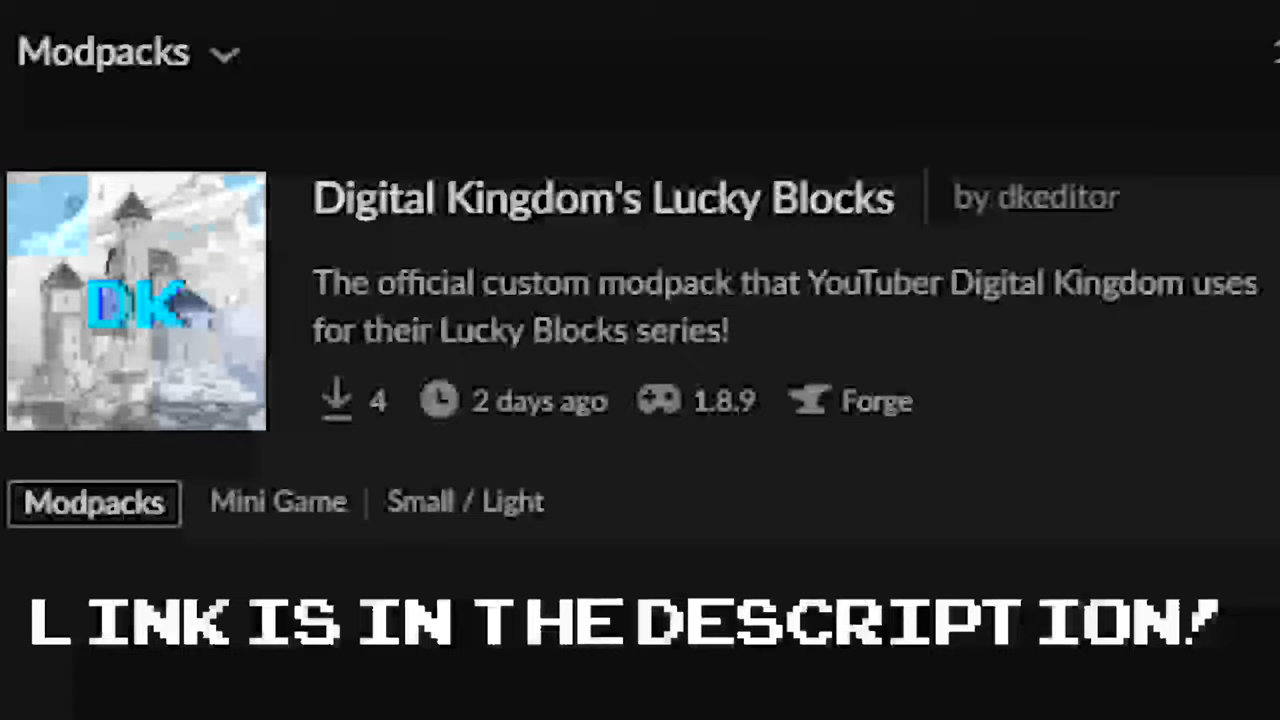 Modpacks
DK
Digital Kingdom's Lucky Blocks
by dkeditor
The official custom modpack that YouTuber Digital Kingdom uses
for their Lucky Blocks series!
4 2 days ago 1.8.9 Forge
Modpacks Mini Game Small / Light
LINK IS IN THE DESCRIPTION!